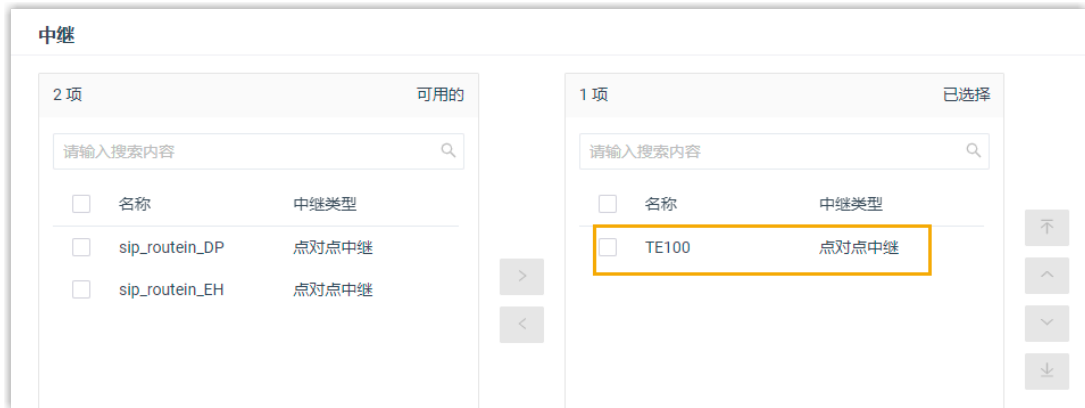 中继
2 项 可用的
请输入搜索内容
名称 中继类型
sip_routein_DP 点对点中继
sip_routein_EH 点对点中继
1 项 已选择
请输入搜索内容
名称 中继类型
TE100 点对点中继